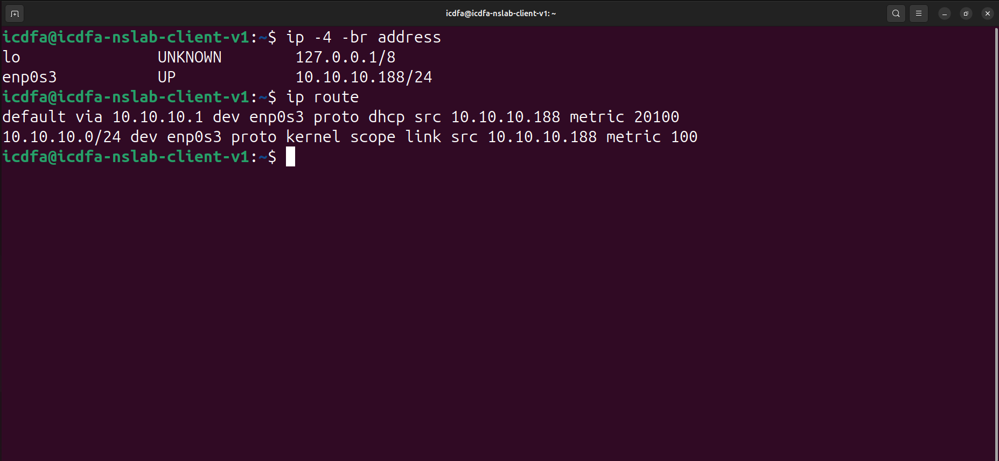 icdfa@icdfa-nslab-client-v1: ~
icdfa@icdfa-nslab-client-v1:~$ ip -4 -br address
lo               UNKNOWN        127.0.0.1/8
enp0s3           UP             10.10.10.188/24
icdfa@icdfa-nslab-client-v1:~$ ip route
default via 10.10.10.1 dev enp0s3 proto dhcp src 10.10.10.188 metric 20100
10.10.10.0/24 dev enp0s3 proto kernel scope link src 10.10.10.188 metric 100
icdfa@icdfa-nslab-client-v1:~$